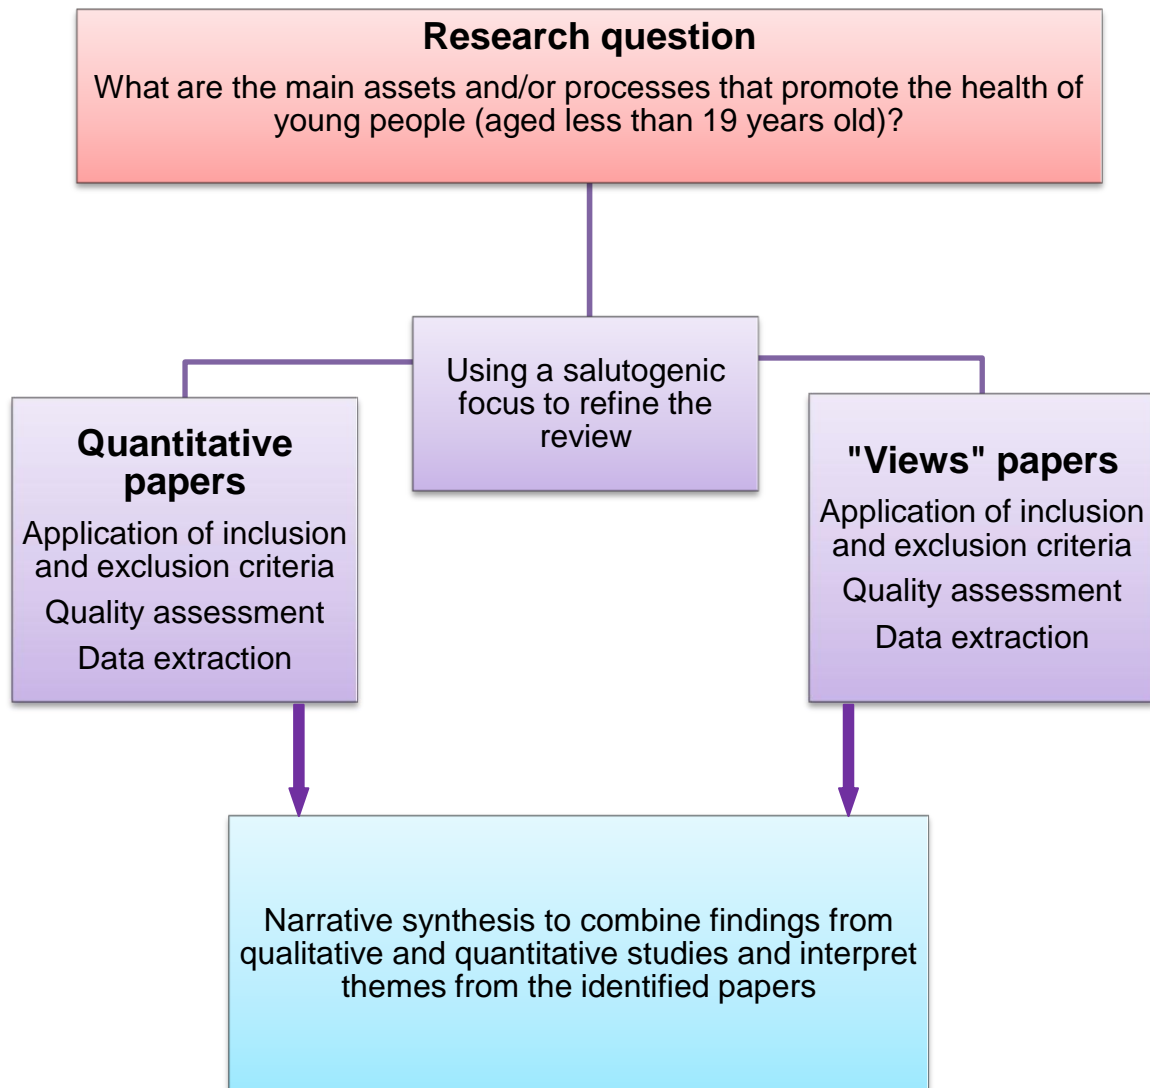 Research question
What are the main assets and/or processes that promote the health of
young people (aged less than 19 years old)?
Using a salutogenic
focus to refine the
review
Quantitative
papers
Application of inclusion
and exclusion criteria
Quality assessment
Data extraction
"Views" papers
Application of inclusion
and exclusion criteria
Quality assessment
Data extraction
Narrative synthesis to combine findings from
qualitative and quantitative studies and interpret
themes from the identified papers